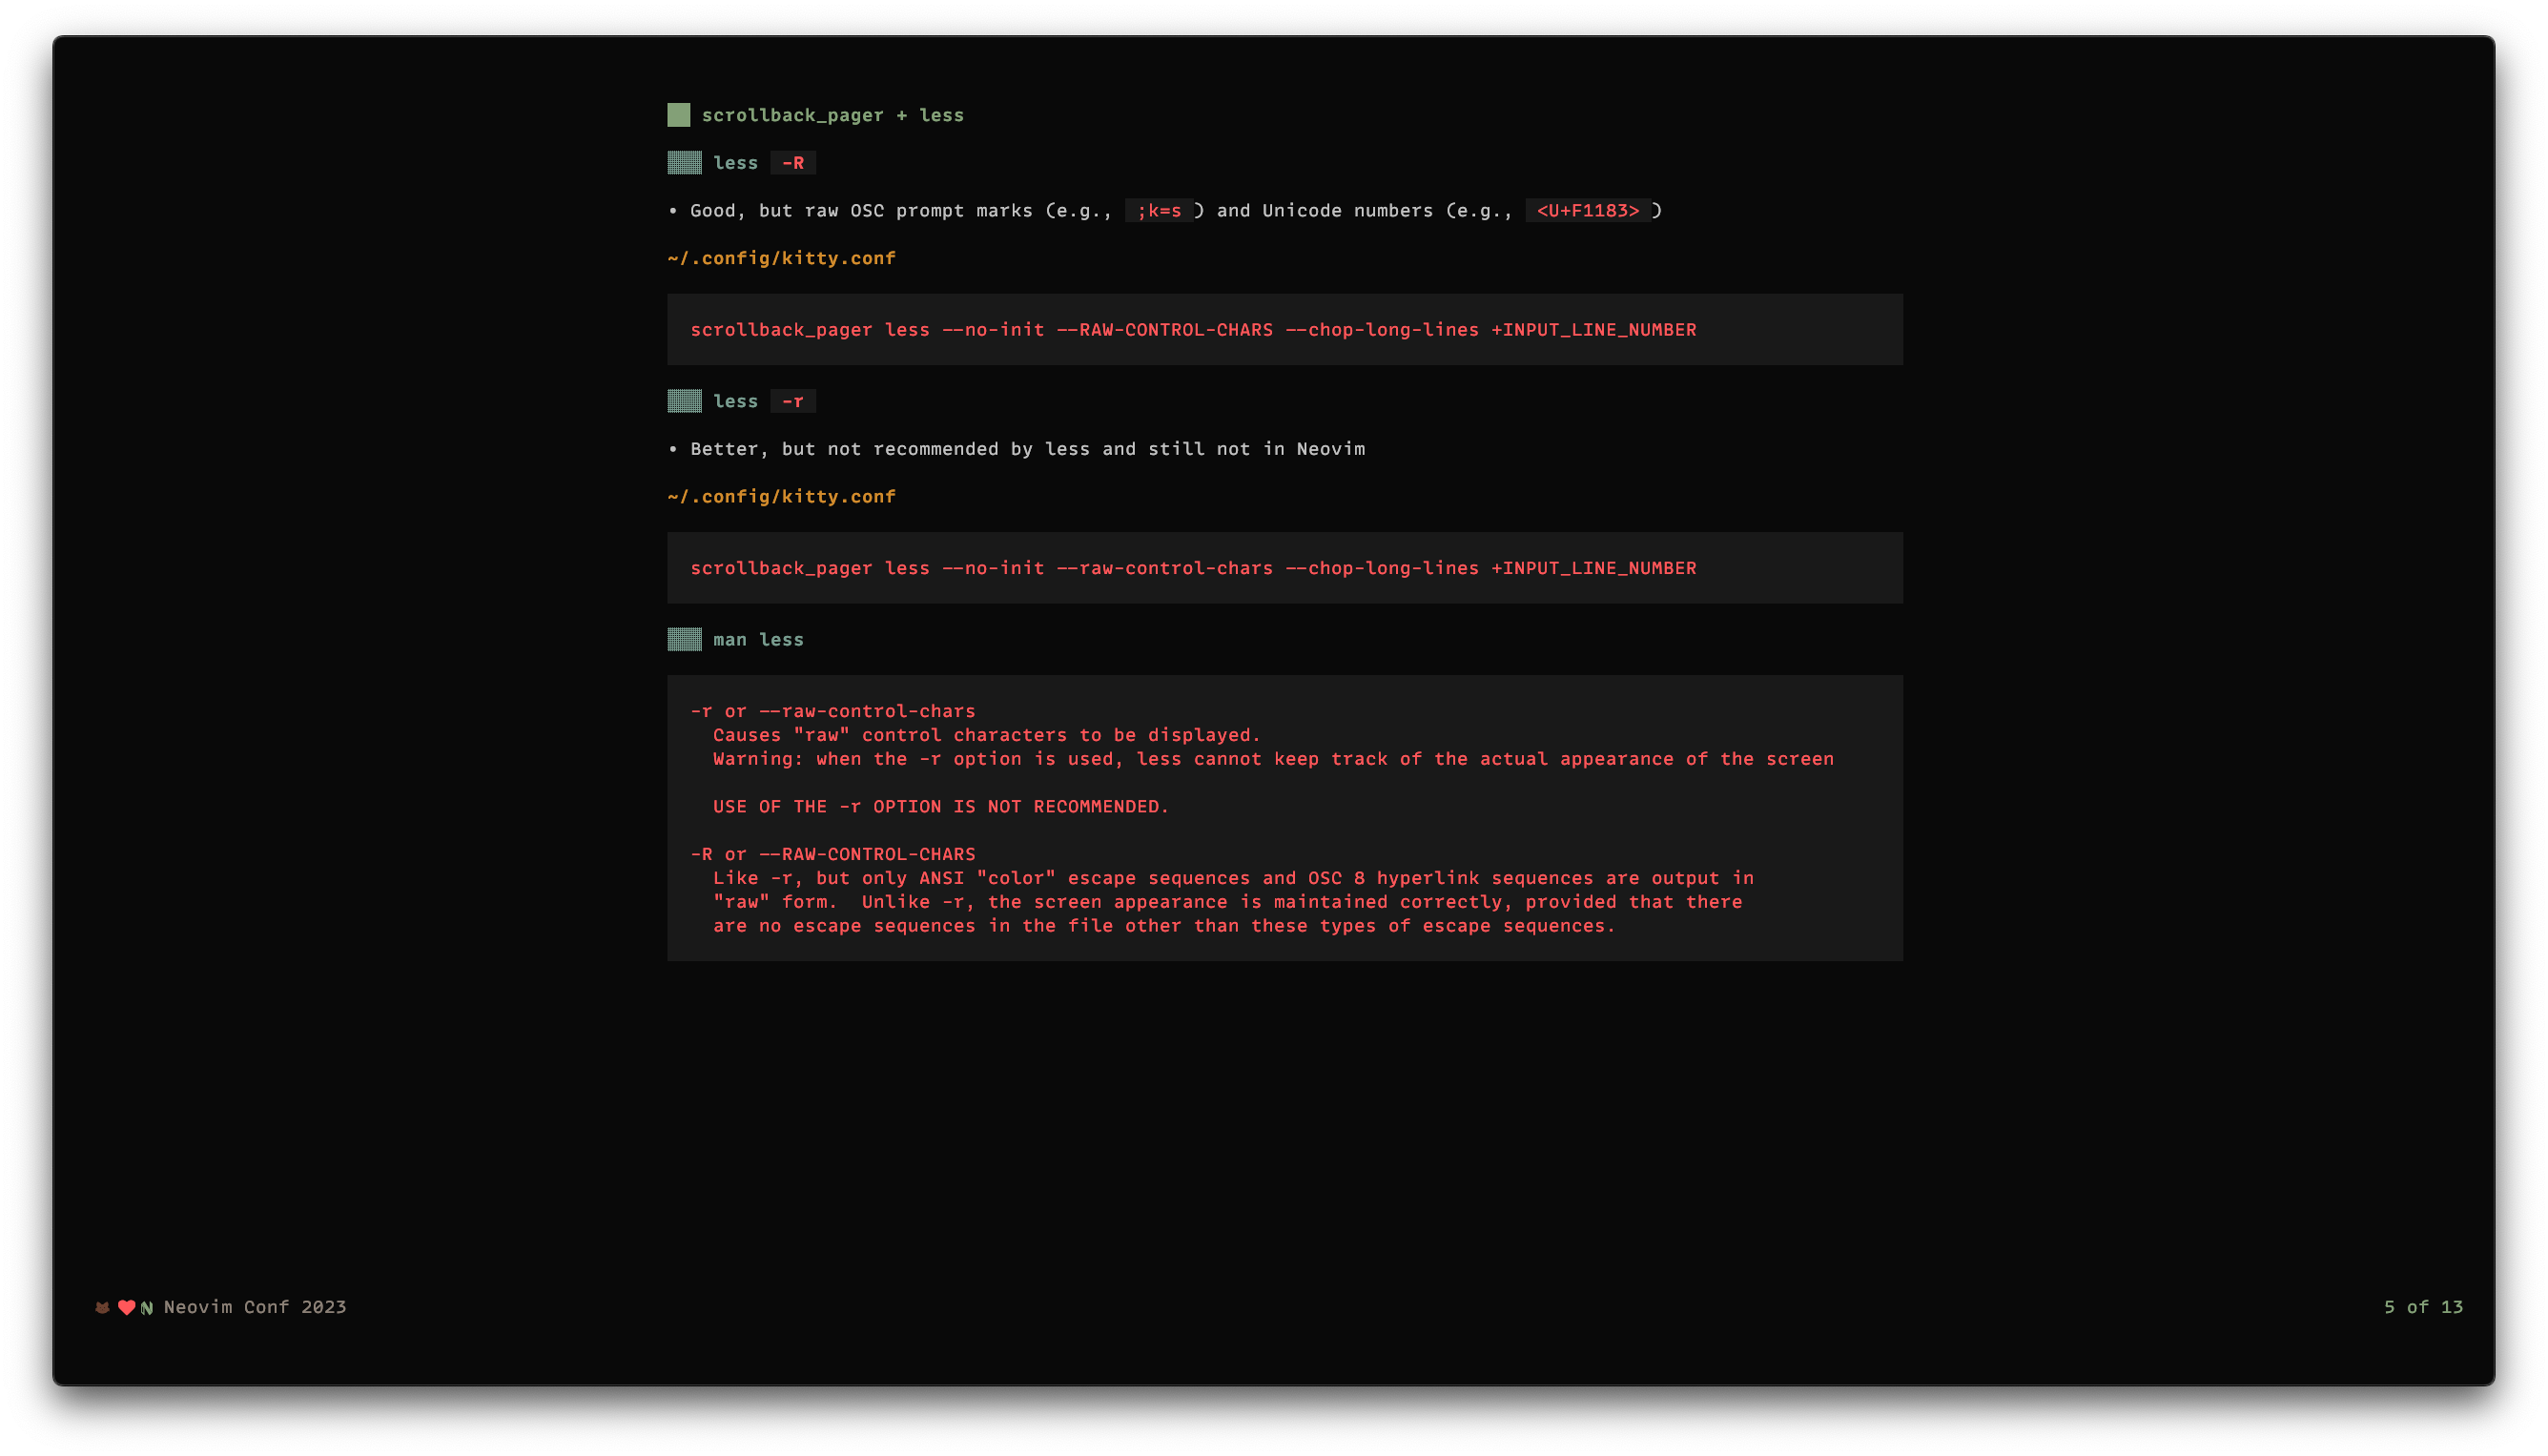 scrollback_pager + less
less -R
• Good, but raw OSC prompt marks (e.g., ;k=s ) and Unicode numbers (e.g., <U+F1183> )
~/.config/kitty.conf
scrollback_pager less --no-init --RAW-CONTROL-CHARS --chop-long-lines +INPUT_LINE_NUMBER
less -r
• Better, but not recommended by less and still not in Neovim
~/.config/kitty.conf
scrollback_pager less --no-init --raw-control-chars --chop-long-lines +INPUT_LINE_NUMBER
man less
-r or --raw-control-chars
Causes "raw" control characters to be displayed.
Warning: when the -r option is used, less cannot keep track of the actual appearance of the screen
USE OF THE -r OPTION IS NOT RECOMMENDED.
-R or --RAW-CONTROL-CHARS
Like -r, but only ANSI "color" escape sequences and OSC 8 hyperlink sequences are output in
"raw" form.  Unlike -r, the screen appearance is maintained correctly, provided that there
are no escape sequences in the file other than these types of escape sequences.
Neovim Conf 2023
5 of 13